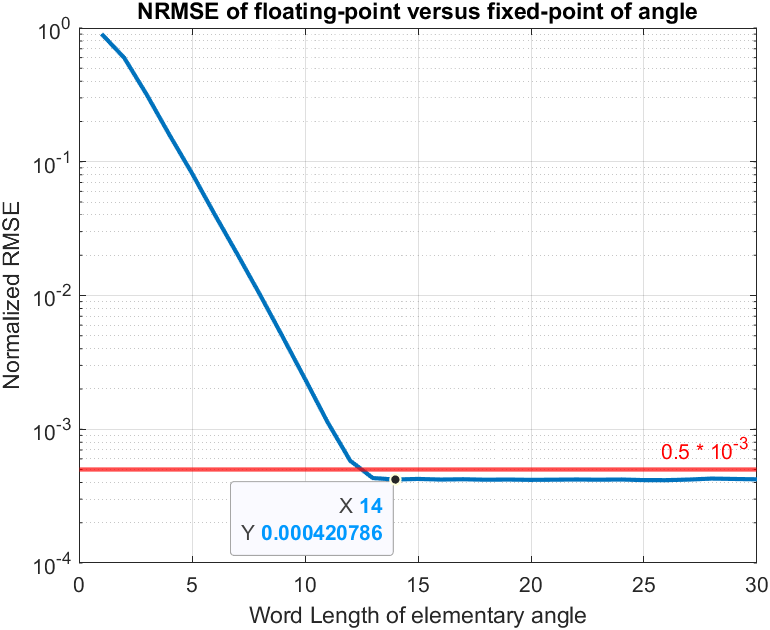 NRMSE of floating-point versus fixed-point of angle
10^0
10^-1
10^-2
10^-3
10^-4
Normalized RMSE
0.5 * 10^-3
X 14
Y 0.000420786
0 5 10 15 20 25 30
Word Length of elementary angle